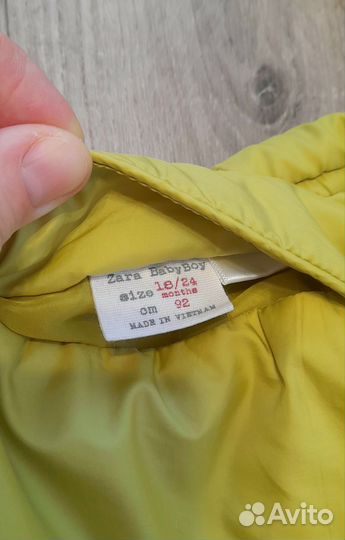 Zara BabyBoy
size 18/24
months
cm 92
MADE IN VIETNAM
Avito